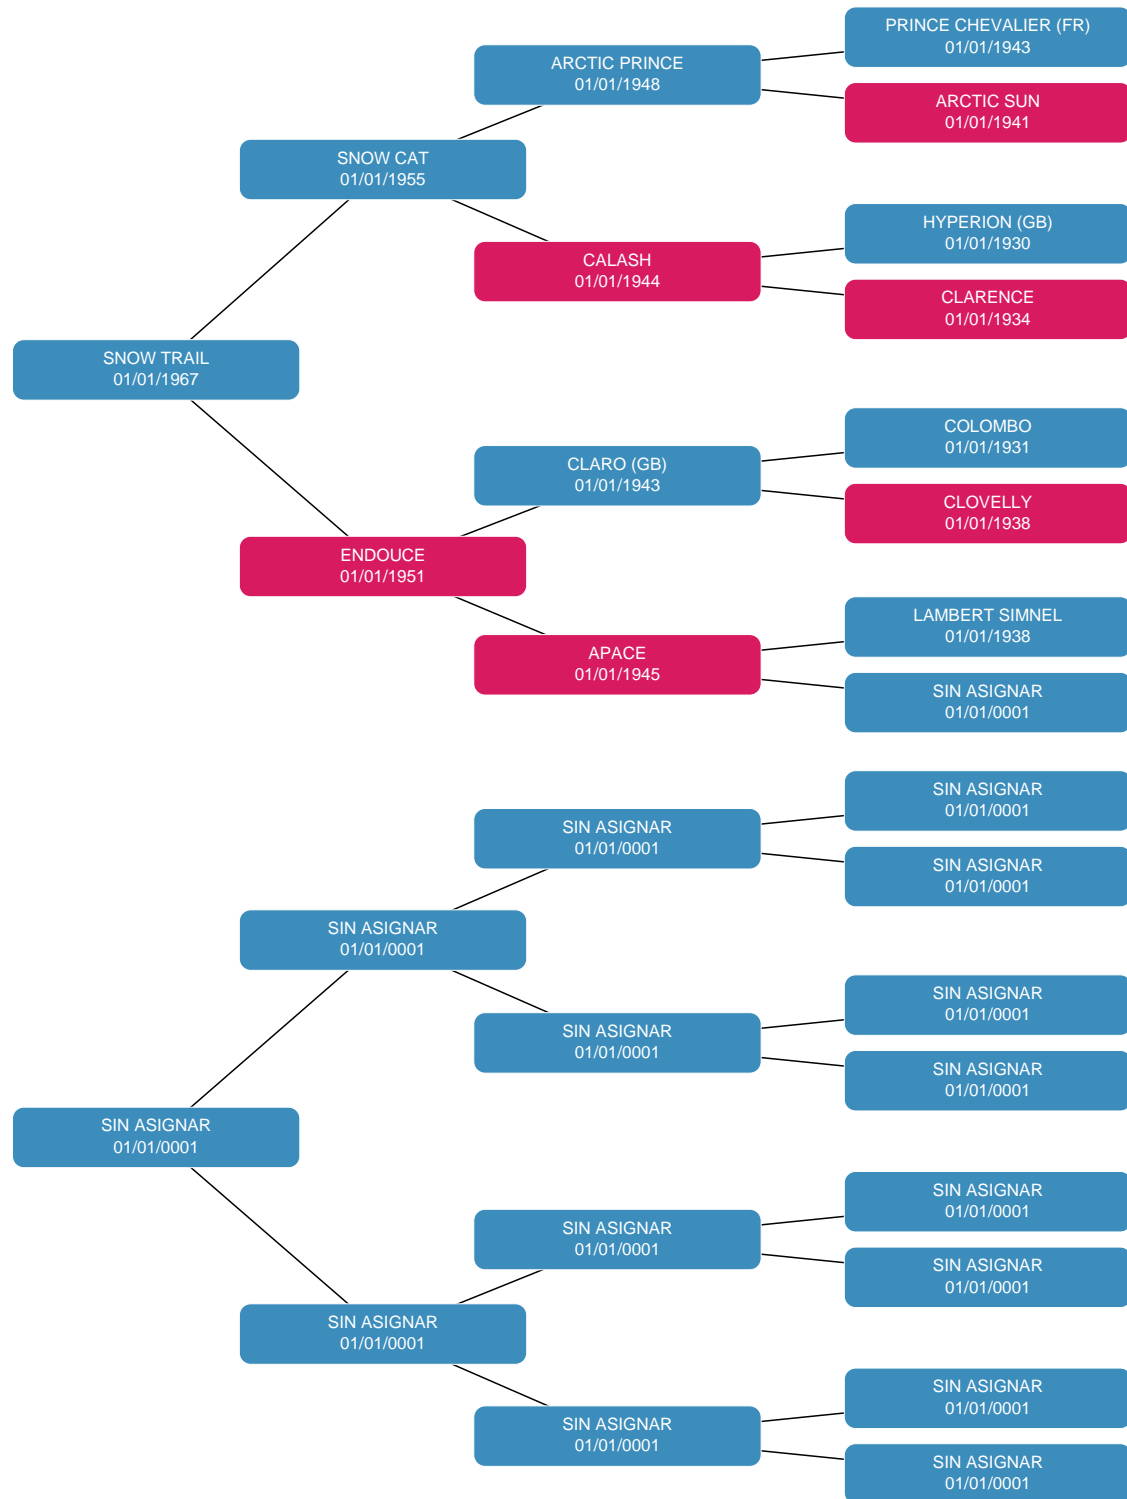 PRINCE CHEVALIER (FR)
01/01/1943
ARCTIC PRINCE
01/01/1948
ARCTIC SUN
01/01/1941
SNOW CAT
01/01/1955
HYPERION (GB)
01/01/1930
CALASH
01/01/1944
CLARENCE
01/01/1934
SNOW TRAIL
01/01/1967
COLOMBO
01/01/1931
CLARO (GB)
01/01/1943
CLOVELLY
01/01/1938
ENDOUCE
01/01/1951
LAMBERT SIMNEL
01/01/1938
APACE
01/01/1945
SIN ASIGNAR
01/01/0001
SIN ASIGNAR
01/01/0001
SIN ASIGNAR
01/01/0001
SIN ASIGNAR
01/01/0001
SIN ASIGNAR
01/01/0001
SIN ASIGNAR
01/01/0001
SIN ASIGNAR
01/01/0001
SIN ASIGNAR
01/01/0001
SIN ASIGNAR
01/01/0001
SIN ASIGNAR
01/01/0001
SIN ASIGNAR
01/01/0001
SIN ASIGNAR
01/01/0001
SIN ASIGNAR
01/01/0001
SIN ASIGNAR
01/01/0001
SIN ASIGNAR
01/01/0001
SIN ASIGNAR
01/01/0001